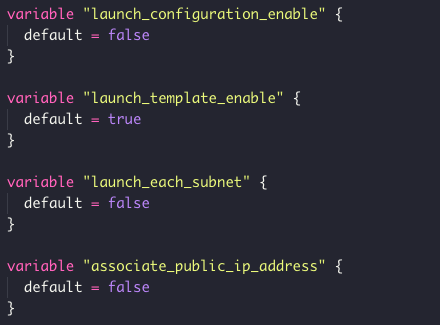 variable "launch_configuration_enable" {
  default = false
}
variable "launch_template_enable" {
  default = true
}
variable "launch_each_subnet" {
  default = false
}
variable "associate_public_ip_address" {
  default = false
}